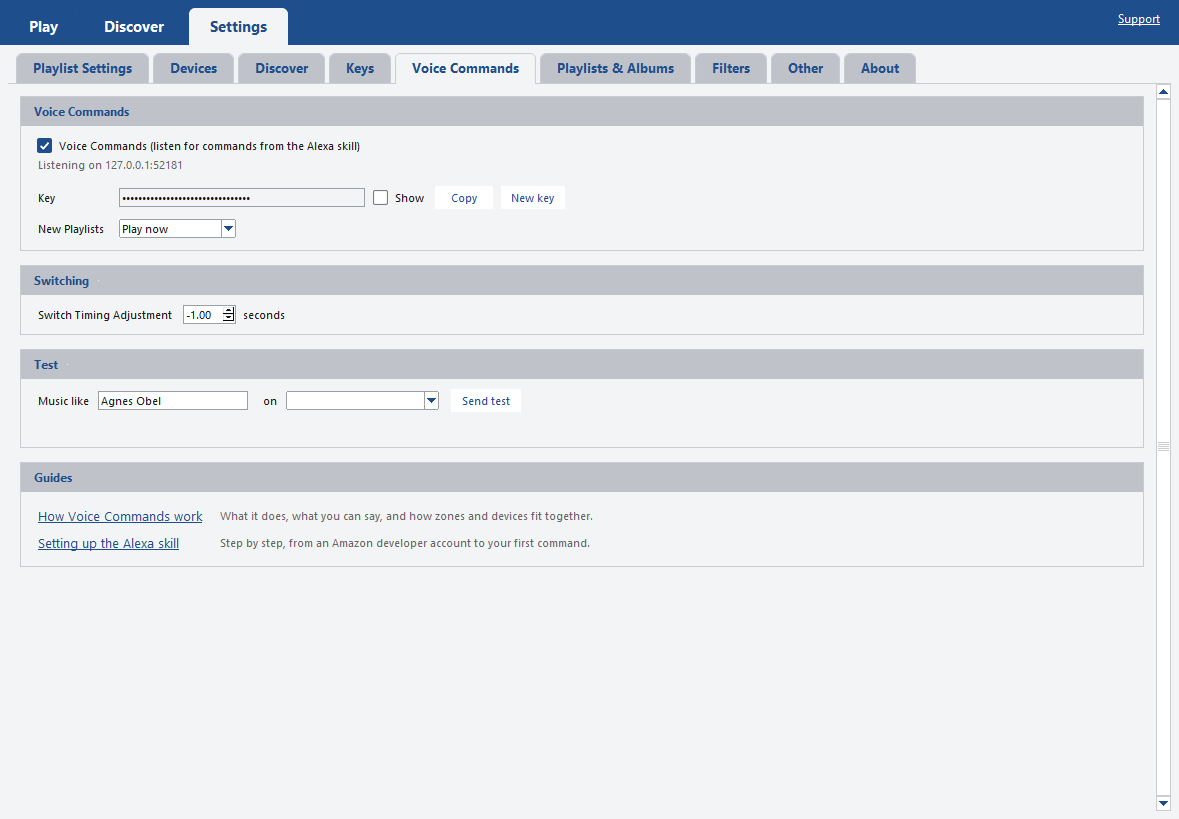 Play Discover Settings Support
Playlist Settings Devices Discover Keys Voice Commands Playlists & Albums Filters Other About
Voice Commands
Voice Commands (listen for commands from the Alexa skill)
Listening on 127.0.0.1:52181
Key •••••••••••••••••••••••••••••••• Show Copy New key
New Playlists Play now
Switching
Switch Timing Adjustment -1.00 seconds
Test
Music like Agnes Obel on Send test
Guides
How Voice Commands work What it does, what you can say, and how zones and devices fit together.
Setting up the Alexa skill Step by step, from an Amazon developer account to your first command.